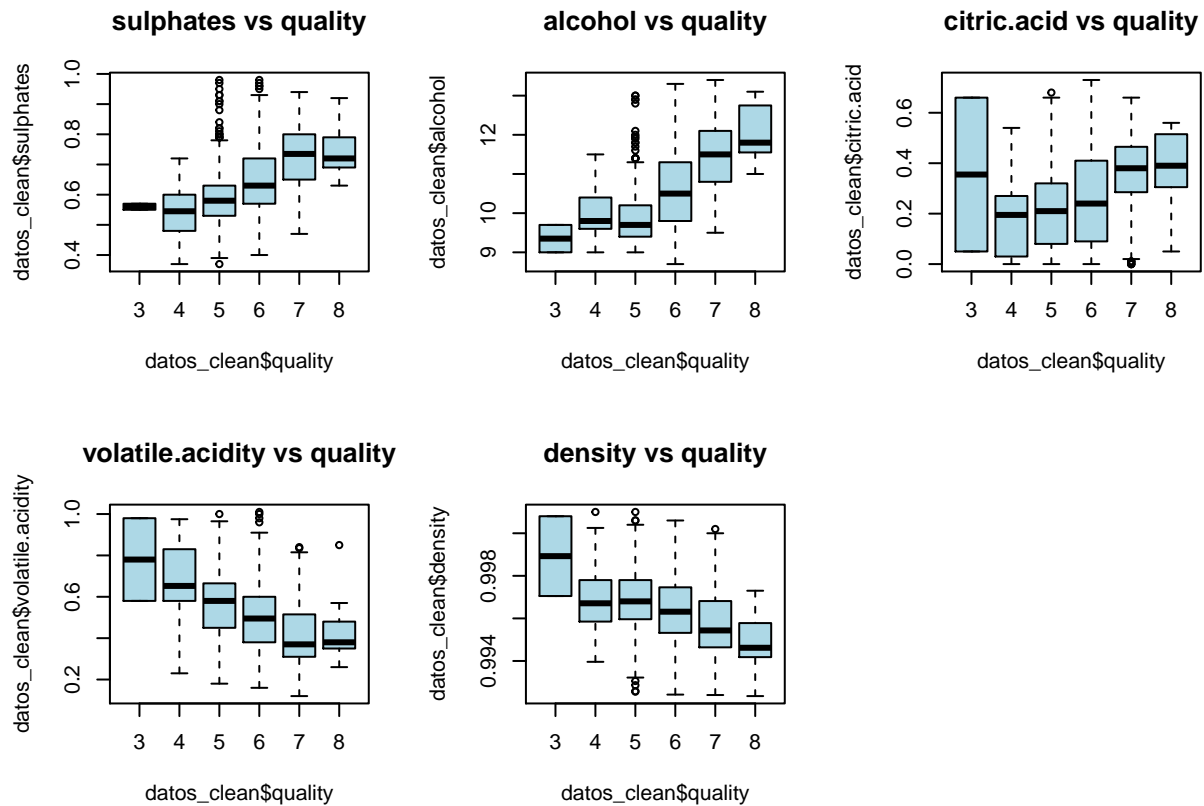 sulphates vs quality
datos_clean$sulphates
0.4 0.6 0.8 1.0
3 4 5 6 7 8
datos_clean$quality
alcohol vs quality
datos_clean$alcohol
9 10 12
3 4 5 6 7 8
datos_clean$quality
citric.acid vs quality
datos_clean$citric.acid
0.0 0.2 0.4 0.6
3 4 5 6 7 8
datos_clean$quality
volatile.acidity vs quality
datos_clean$volatile.acidity
0.2 0.6 1.0
3 4 5 6 7 8
datos_clean$quality
density vs quality
datos_clean$density
0.994 0.998
3 4 5 6 7 8
datos_clean$quality